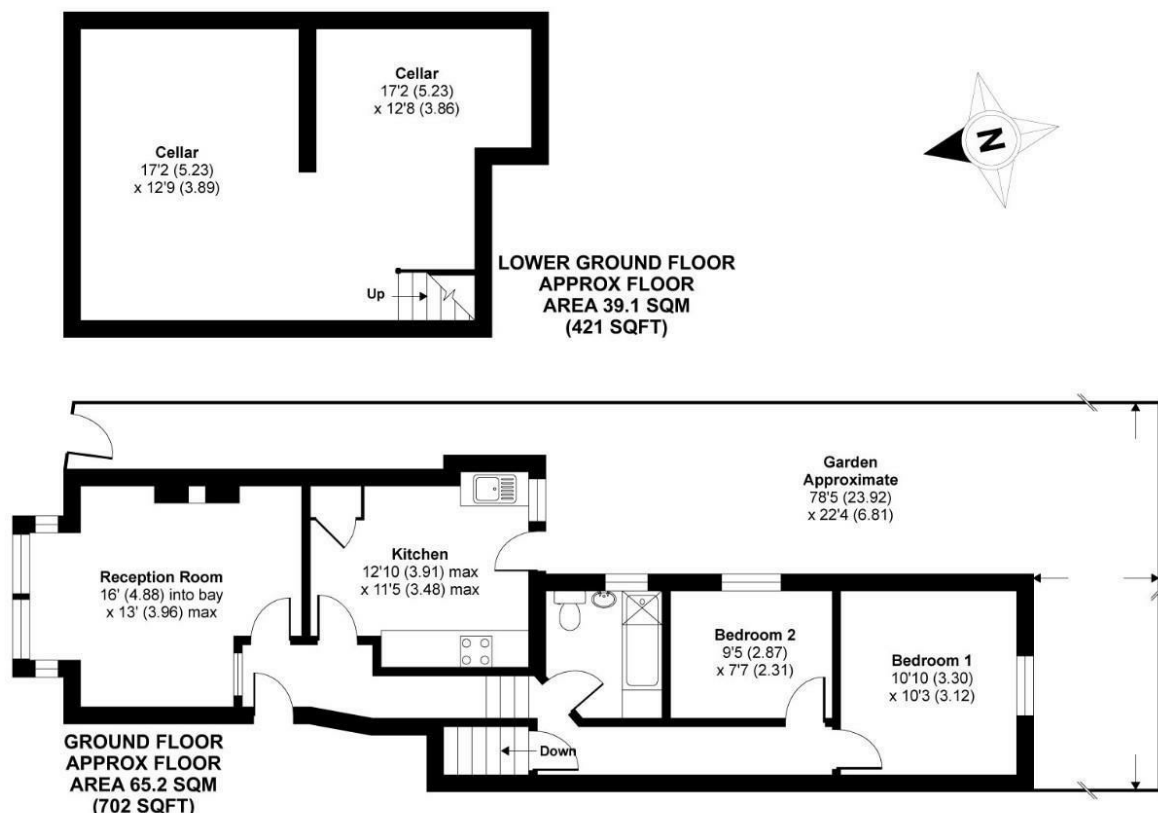 Cellar
17'2 (5.23)
x 12'8 (3.86)
Cellar
17'2 (5.23)
x 12'9 (3.89)
N
Up
LOWER GROUND FLOOR
APPROX FLOOR
AREA 39.1 SQM
(421 SQFT)
Garden
Approximate
78'5 (23.92)
x 22'4 (6.81)
Reception Room
16' (4.88) into bay
x 13' (3.96) max
Kitchen
12'10 (3.91) max
x 11'5 (3.48) max
Bedroom 2
9'5 (2.87)
x 7'7 (2.31)
Bedroom 1
10'10 (3.30)
x 10'3 (3.12)
Down
GROUND FLOOR
APPROX FLOOR
AREA 65.2 SQM
(702 SQFT)